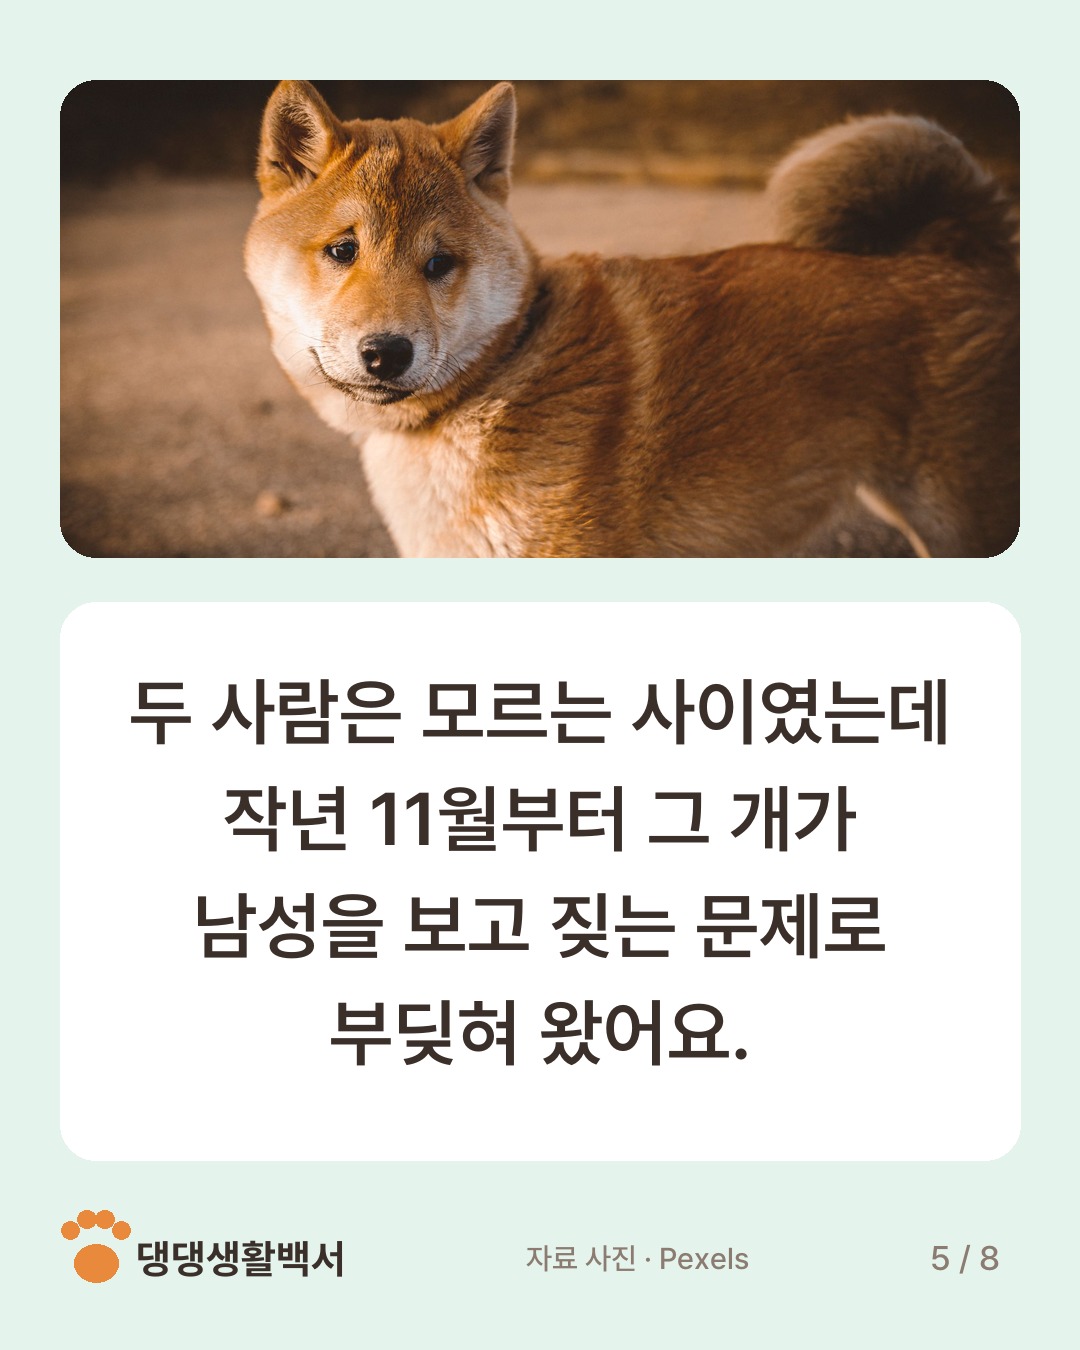 두 사람은 모르는 사이였는데
작년 11월부터 그 개가
남성을 보고 짖는 문제로
부딪혀 왔어요.
댕댕생활백서
자료 사진 · Pexels
5 / 8